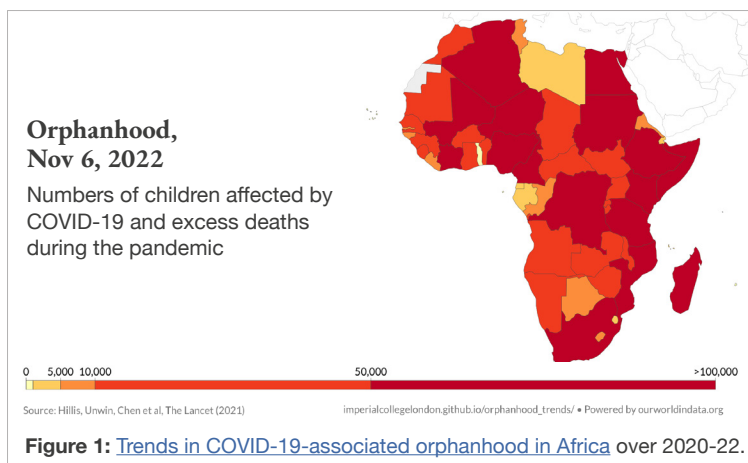 Orphanhood,
Nov 6, 2022
Numbers of children affected by
COVID-19 and excess deaths
during the pandemic
0 5,000 10,000 50,000 >100,000
Source: Hillis, Unwin, Chen et al, The Lancet (2021) imperialcollegelondon.github.io/orphanhood_trends/ • Powered by ourworldindata.org
Figure 1: Trends in COVID-19-associated orphanhood in Africa over 2020-22.